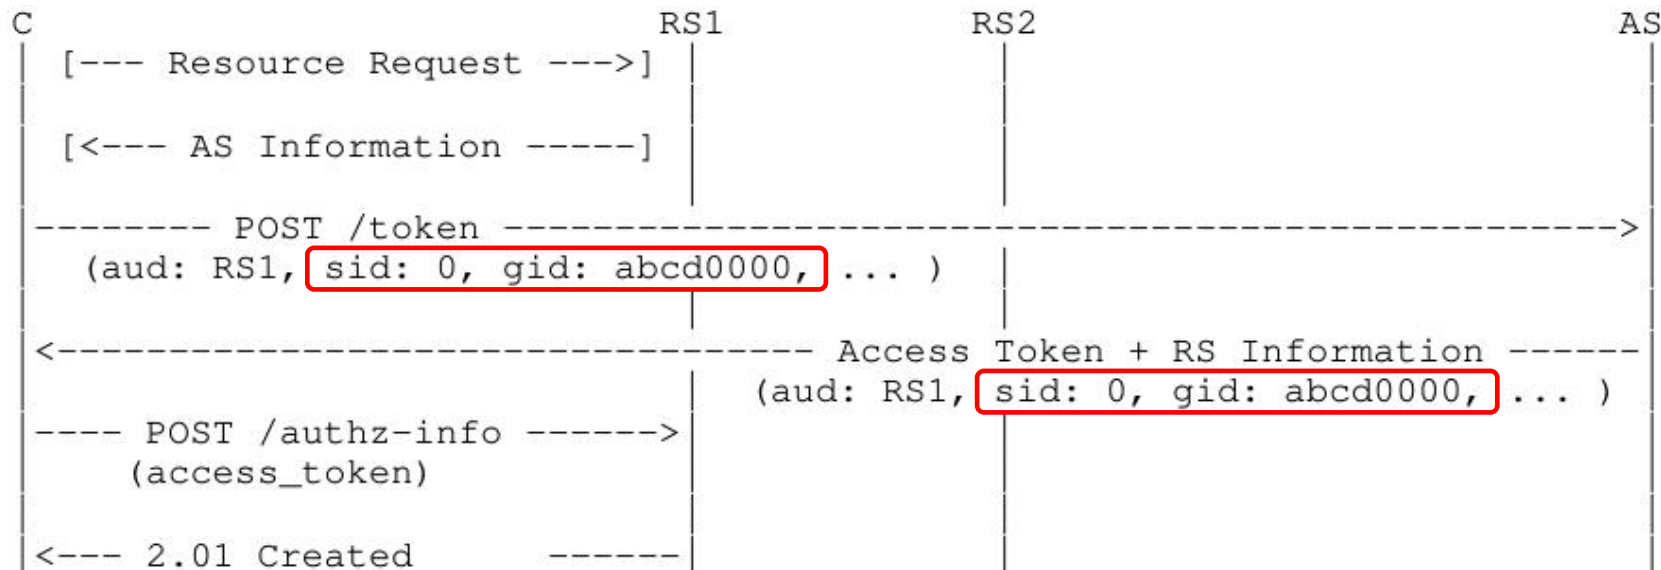 C RS1 RS2 AS
[--- Resource Request --->]
[<--- AS Information -----]
-------- POST /token ------------------------------------------------------------>
(aud: RS1, sid: 0, gid: abcd0000, ... )
<---------------------------------- Access Token + RS Information ------
(aud: RS1, sid: 0, gid: abcd0000, ... )
---- POST /authz-info ------>
(access_token)
<--- 2.01 Created ------